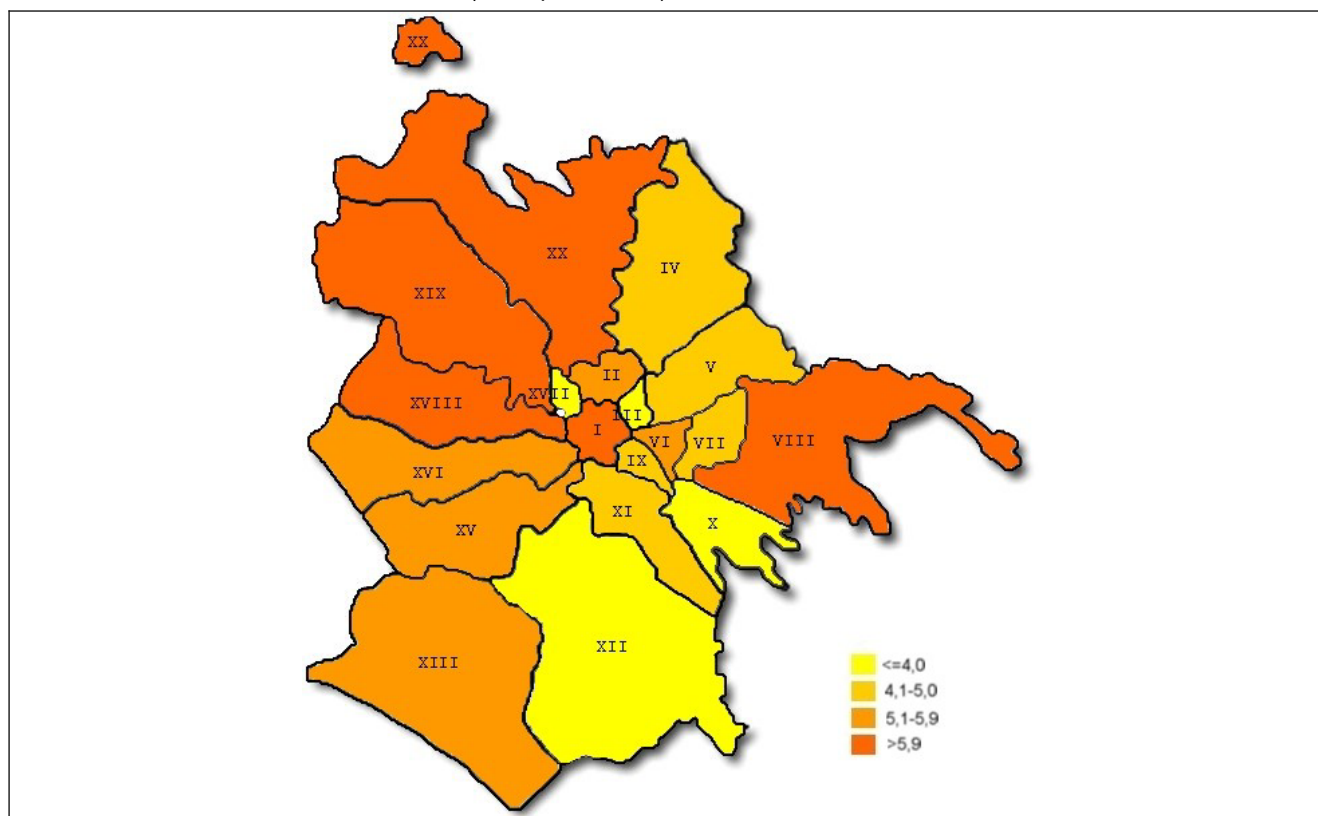 XX
XX
IV
XIX
V
II
XVII
XVIII
III
I
VI
VII
VIII
IX
XVI
XI
X
XV
XII
XIII
<=4,0
4,1-5,0
5,1-5,9
>5,9